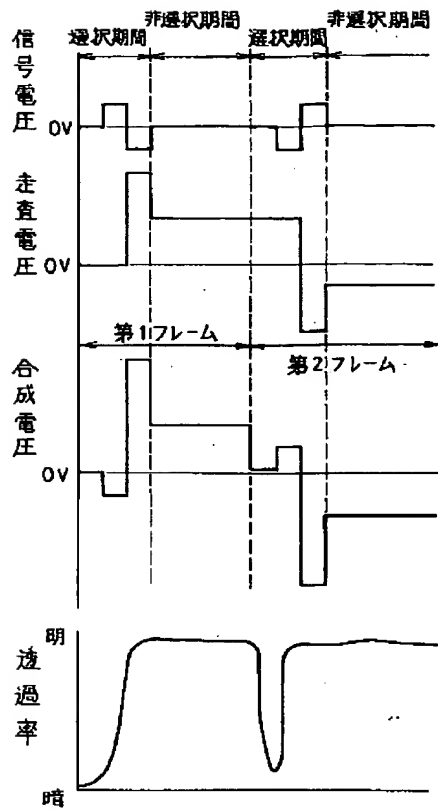 選択期間 非選択期間 選択期間 非選択期間
信号電圧
0V
走査電圧
0V
第1フレーム
第2フレーム
合成電圧
0V
明
透過率
暗